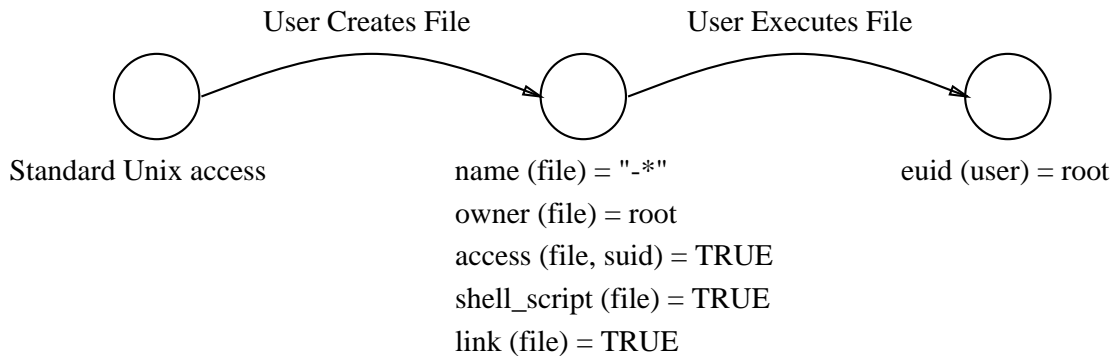 User Creates File
User Executes File
Standard Unix access
name (file) = "-*"
euid (user) = root
owner (file) = root
access (file, suid) = TRUE
shell_script (file) = TRUE
link (file) = TRUE